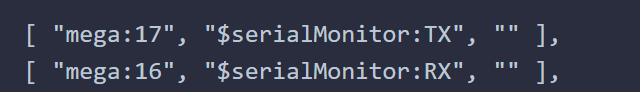 [ "mega:17", "$serialMonitor:TX", "" ],
[ "mega:16", "$serialMonitor:RX", "" ],